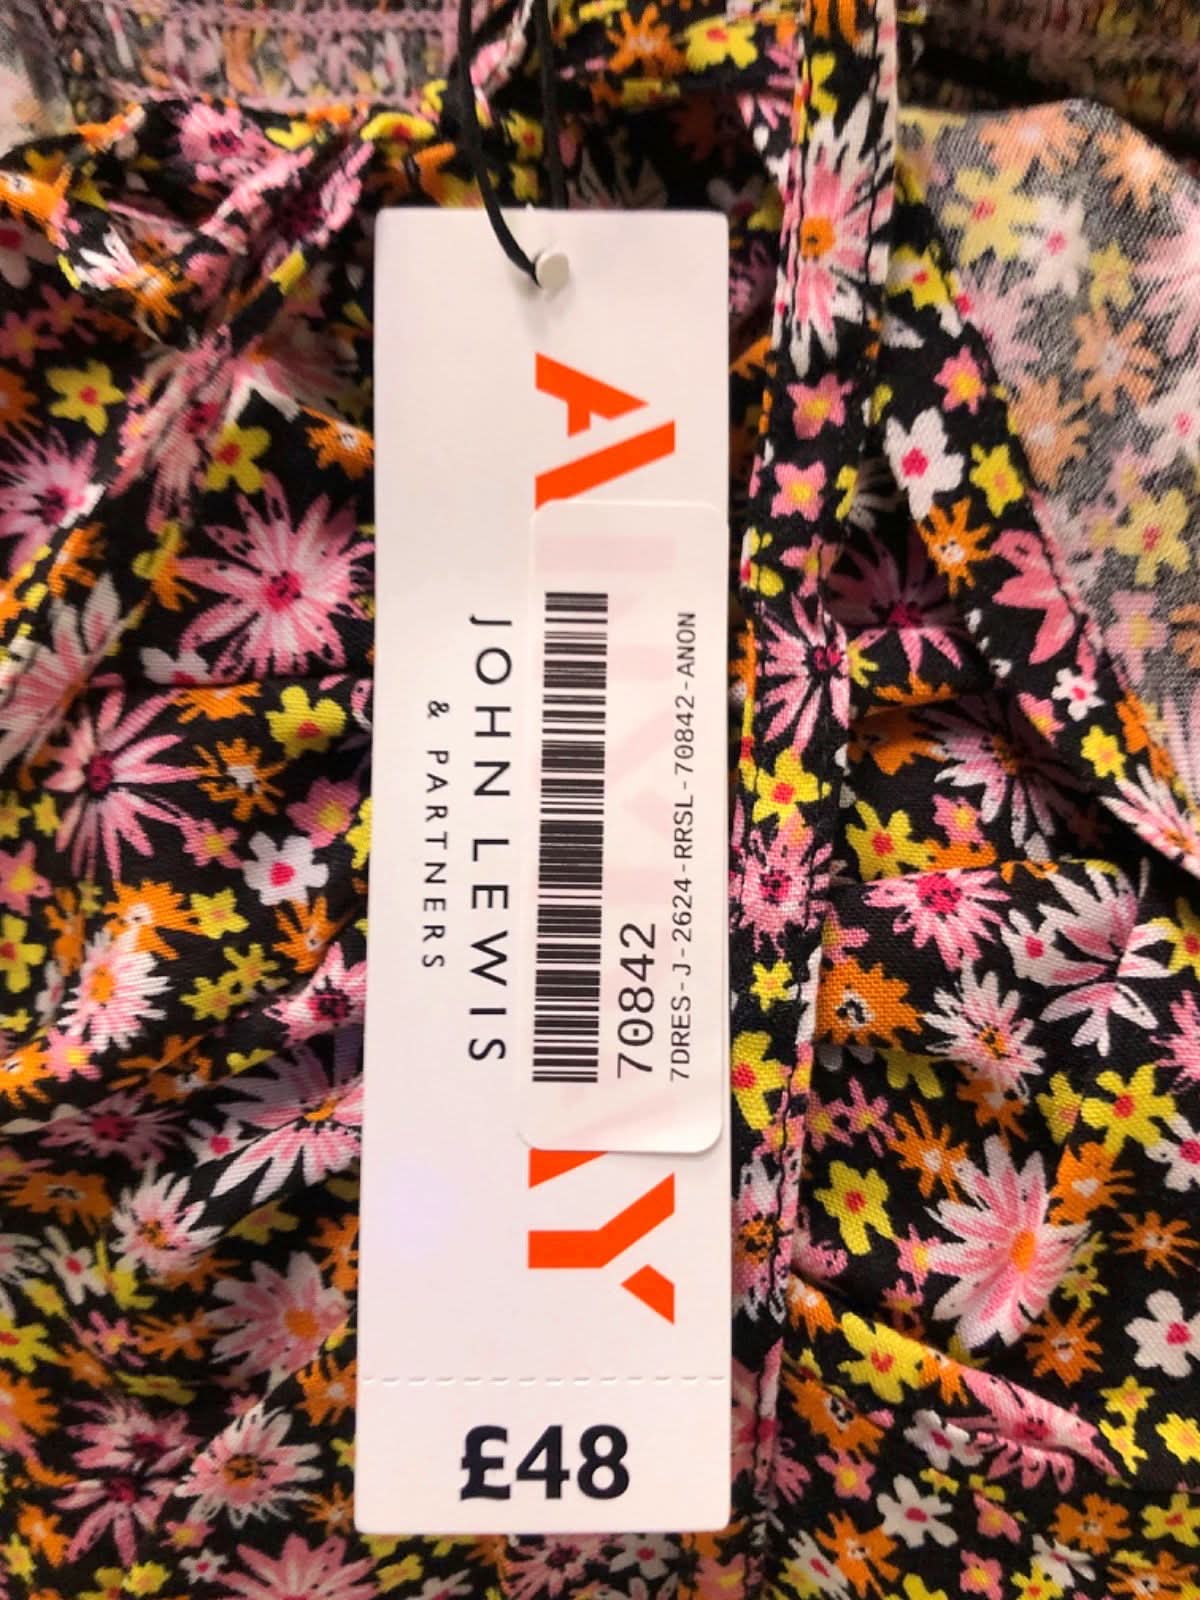 JOHN LEWIS
& PARTNERS
70842
7DRES-J-2624-RRSL-70842-ANON
£48